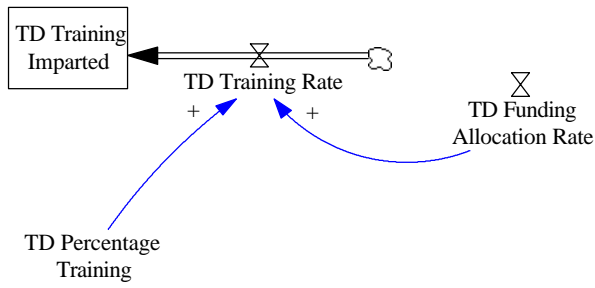 TD Training
Imparted
TD Training Rate
+
+
TD Funding
Allocation Rate
TD Percentage
Training